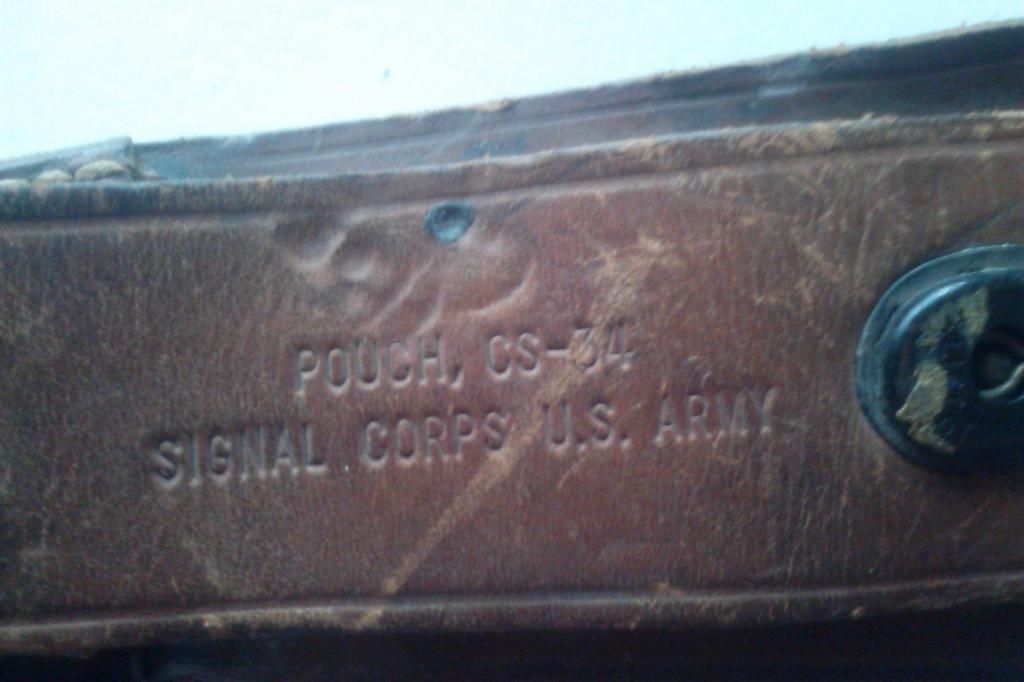 POUCH, CS-34
SIGNAL CORPS U.S. ARMY